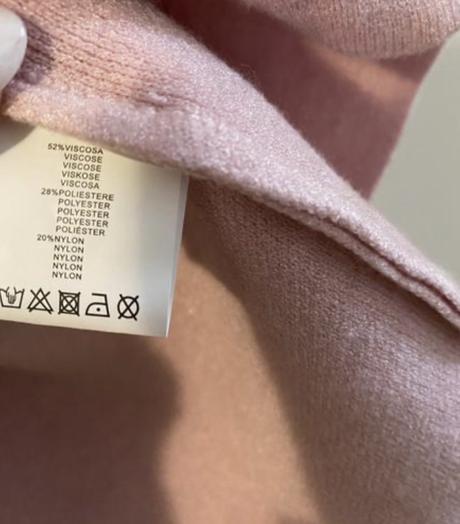 52%VISCOSA
VISCOSE
VISCOSE
VISKOSE
VISCOSA
28%POLIESTERE
POLYESTER
POLYESTER
POLYESTER
POLIÉSTER
20%NYLON
NYLON
NYLON
NYLON
NYLON